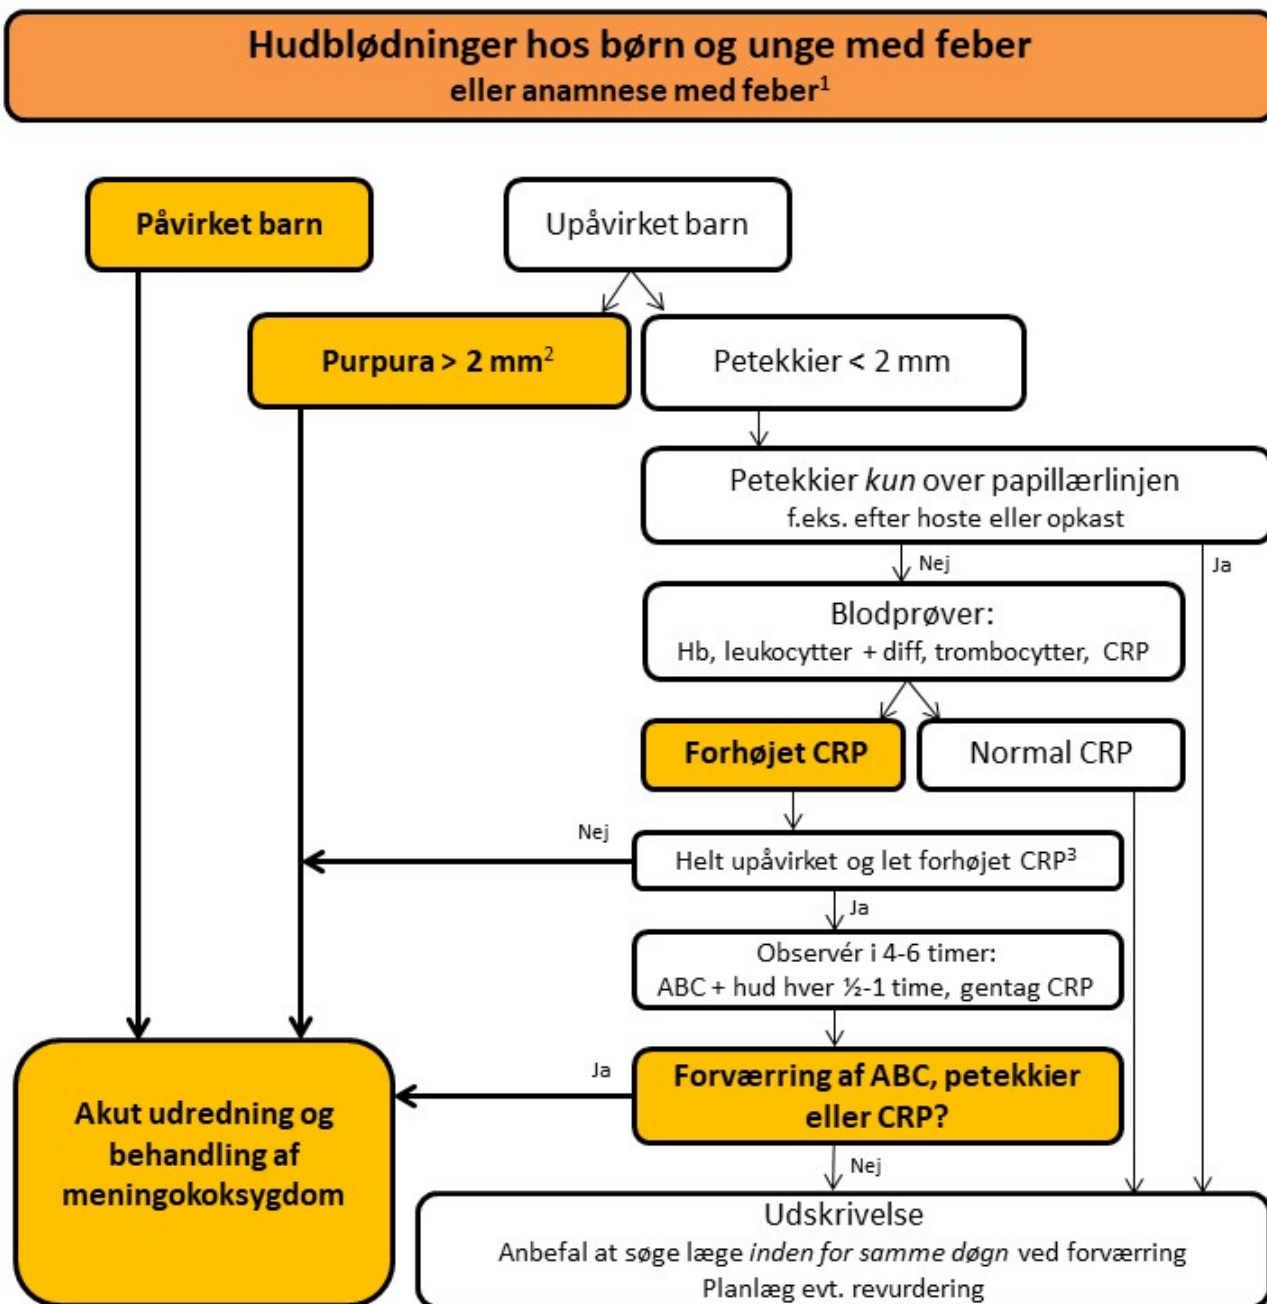 Hudblødninger hos børn og unge med feber
eller anamnese med feber¹
Påvirket barn
Upåvirket barn
Purpura > 2 mm²
Petekkier < 2 mm
Petekkier kun over papillærlinjen
f.eks. efter hoste eller opkast
Nej
Ja
Blodprøver:
Hb, leukocytter + diff, trombocytter, CRP
Forhøjet CRP
Normal CRP
Nej
Helt upåvirket og let forhøjet CRP³
Ja
Observér i 4-6 timer:
ABC + hud hver ½-1 time, gentag CRP
Ja
Forværring af ABC, petekkier
eller CRP?
Akut udredning og
behandling af
meningokoksygdom
Nej
Udskrivelse
Anbefal at søge læge inden for samme døgn ved forværring
Planlæg evt. revurdering